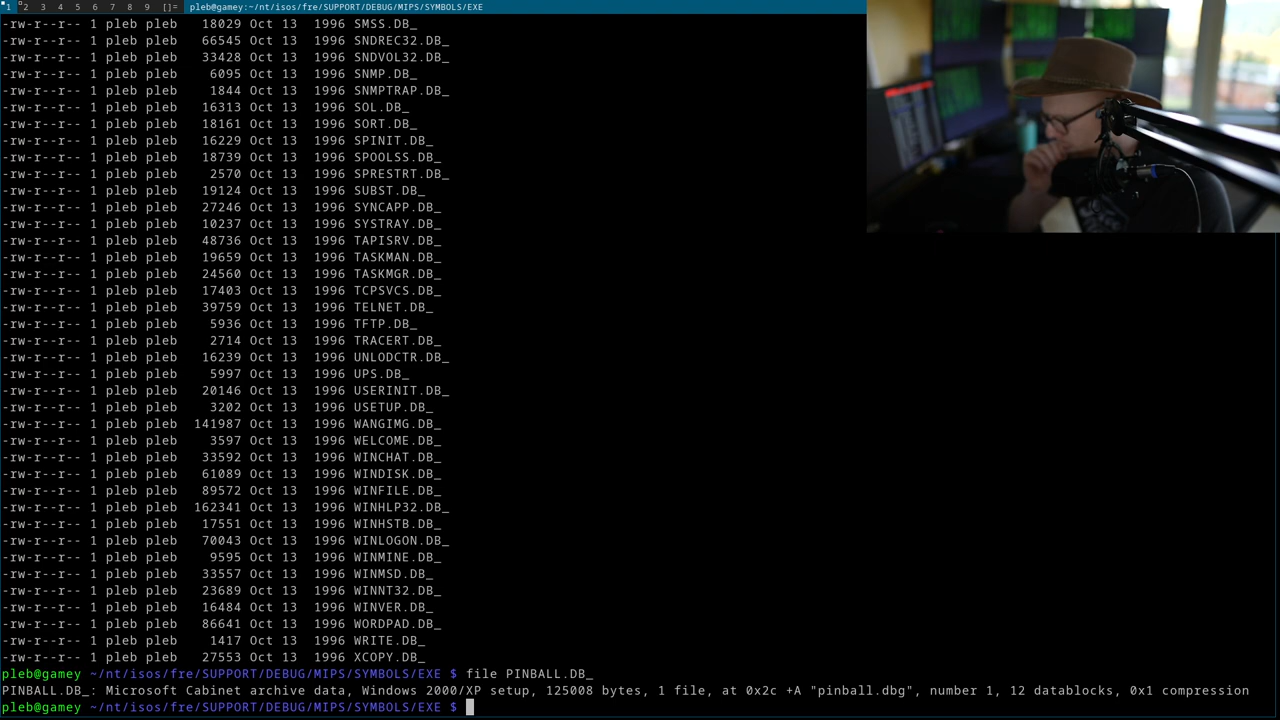 1 2 3 4 5 6 7 8 9 []= pleb@gamey:~/nt/isos/fre/SUPPORT/DEBUG/MIPS/SYMBOLS/EXE
-rw-r--r-- 1 pleb pleb 18029 Oct 13 1996 SMSS.DB_
-rw-r--r-- 1 pleb pleb 66545 Oct 13 1996 SNDREC32.DB_
-rw-r--r-- 1 pleb pleb 33428 Oct 13 1996 SNDVOL32.DB_
-rw-r--r-- 1 pleb pleb 6095 Oct 13 1996 SNMP.DB_
-rw-r--r-- 1 pleb pleb 1844 Oct 13 1996 SNMPTRAP.DB_
-rw-r--r-- 1 pleb pleb 16313 Oct 13 1996 SOL.DB_
-rw-r--r-- 1 pleb pleb 18161 Oct 13 1996 SORT.DB_
-rw-r--r-- 1 pleb pleb 16229 Oct 13 1996 SPINIT.DB_
-rw-r--r-- 1 pleb pleb 18739 Oct 13 1996 SPOOLSS.DB_
-rw-r--r-- 1 pleb pleb 2570 Oct 13 1996 SPRESTRT.DB_
-rw-r--r-- 1 pleb pleb 19124 Oct 13 1996 SUBST.DB_
-rw-r--r-- 1 pleb pleb 27246 Oct 13 1996 SYNCAPP.DB_
-rw-r--r-- 1 pleb pleb 10237 Oct 13 1996 SYSTRAY.DB_
-rw-r--r-- 1 pleb pleb 48736 Oct 13 1996 TAPISRV.DB_
-rw-r--r-- 1 pleb pleb 19659 Oct 13 1996 TASKMAN.DB_
-rw-r--r-- 1 pleb pleb 24560 Oct 13 1996 TASKMGR.DB_
-rw-r--r-- 1 pleb pleb 17403 Oct 13 1996 TCPSVCS.DB_
-rw-r--r-- 1 pleb pleb 39759 Oct 13 1996 TELNET.DB_
-rw-r--r-- 1 pleb pleb 5936 Oct 13 1996 TFTP.DB_
-rw-r--r-- 1 pleb pleb 2714 Oct 13 1996 TRACERT.DB_
-rw-r--r-- 1 pleb pleb 16239 Oct 13 1996 UNLODCTR.DB_
-rw-r--r-- 1 pleb pleb 5997 Oct 13 1996 UPS.DB_
-rw-r--r-- 1 pleb pleb 20146 Oct 13 1996 USERINIT.DB_
-rw-r--r-- 1 pleb pleb 3202 Oct 13 1996 USETUP.DB_
-rw-r--r-- 1 pleb pleb 141987 Oct 13 1996 WANGIMG.DB_
-rw-r--r-- 1 pleb pleb 3597 Oct 13 1996 WELCOME.DB_
-rw-r--r-- 1 pleb pleb 33592 Oct 13 1996 WINCHAT.DB_
-rw-r--r-- 1 pleb pleb 61089 Oct 13 1996 WINDISK.DB_
-rw-r--r-- 1 pleb pleb 89572 Oct 13 1996 WINFILE.DB_
-rw-r--r-- 1 pleb pleb 162341 Oct 13 1996 WINHLP32.DB_
-rw-r--r-- 1 pleb pleb 17551 Oct 13 1996 WINHSTB.DB_
-rw-r--r-- 1 pleb pleb 70043 Oct 13 1996 WINLOGON.DB_
-rw-r--r-- 1 pleb pleb 9595 Oct 13 1996 WINMINE.DB_
-rw-r--r-- 1 pleb pleb 33557 Oct 13 1996 WINMSD.DB_
-rw-r--r-- 1 pleb pleb 23689 Oct 13 1996 WINNT32.DB_
-rw-r--r-- 1 pleb pleb 16484 Oct 13 1996 WINVER.DB_
-rw-r--r-- 1 pleb pleb 86641 Oct 13 1996 WORDPAD.DB_
-rw-r--r-- 1 pleb pleb 1417 Oct 13 1996 WRITE.DB_
-rw-r--r-- 1 pleb pleb 27553 Oct 13 1996 XCOPY.DB_
pleb@gamey ~/nt/isos/fre/SUPPORT/DEBUG/MIPS/SYMBOLS/EXE $ file PINBALL.DB_
PINBALL.DB_: Microsoft Cabinet archive data, Windows 2000/XP setup, 125008 bytes, 1 file, at 0x2c +A "pinball.dbg", number 1, 12 datablocks, 0x1 compression
pleb@gamey ~/nt/isos/fre/SUPPORT/DEBUG/MIPS/SYMBOLS/EXE $